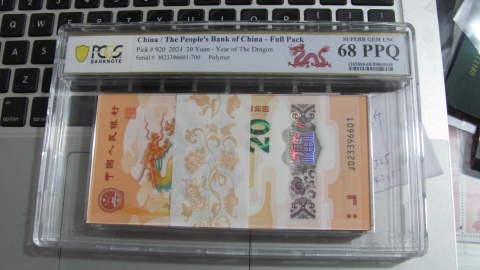 PCGS
BANKNOTE
China / The People's Bank of China - Full Pack
Pick # 920 2024 20 Yuan - Year of The Dragon
Serial # J023396601-700 Polymer
SUPERB GEM UNC
68 PPQ
中国人民银行
20
J023396601